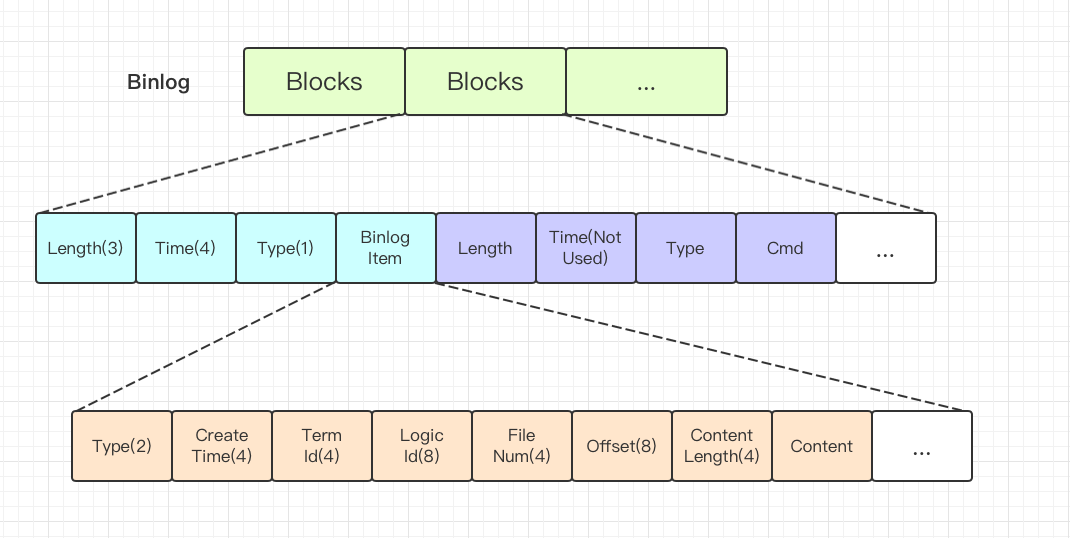 Binlog
Blocks
Blocks
...
Length(3)
Time(4)
Type(1)
Binlog
Item
Length
Time(Not
Used)
Type
Cmd
...
Type(2)
Create
Time(4)
Term
Id(4)
Logic
Id(8)
File
Num(4)
Offset(8)
Content
Length(4)
Content
...